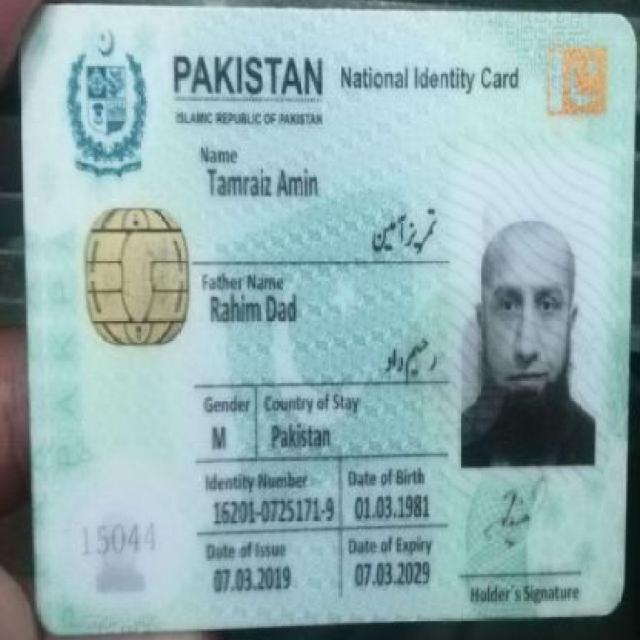 PAKISTAN National Identity Card
ISLAMIC REPUBLIC OF PAKISTAN
Name
Tamraiz Amin
تمریز آمین
Father Name
Rahim Dad
رحیم داد
Gender Country of Stay
M Pakistan
Identity Number Date of Birth
16201-0725171-9 01.03.1981
Date of Issue Date of Expiry
07.03.2019 07.03.2029
15044
Holder's Signature